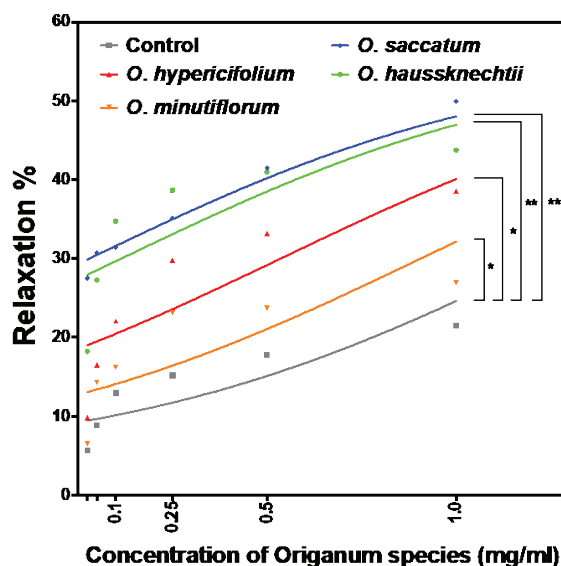 60
50
40
30
20
10
0
Relaxation %
Control
O. hypericifolium
O. minutiflorum
O. saccatum
O. haussknechtii
*
*
**
**
0.1
0.25
0.5
1.0
Concentration of Origanum species (mg/ml)